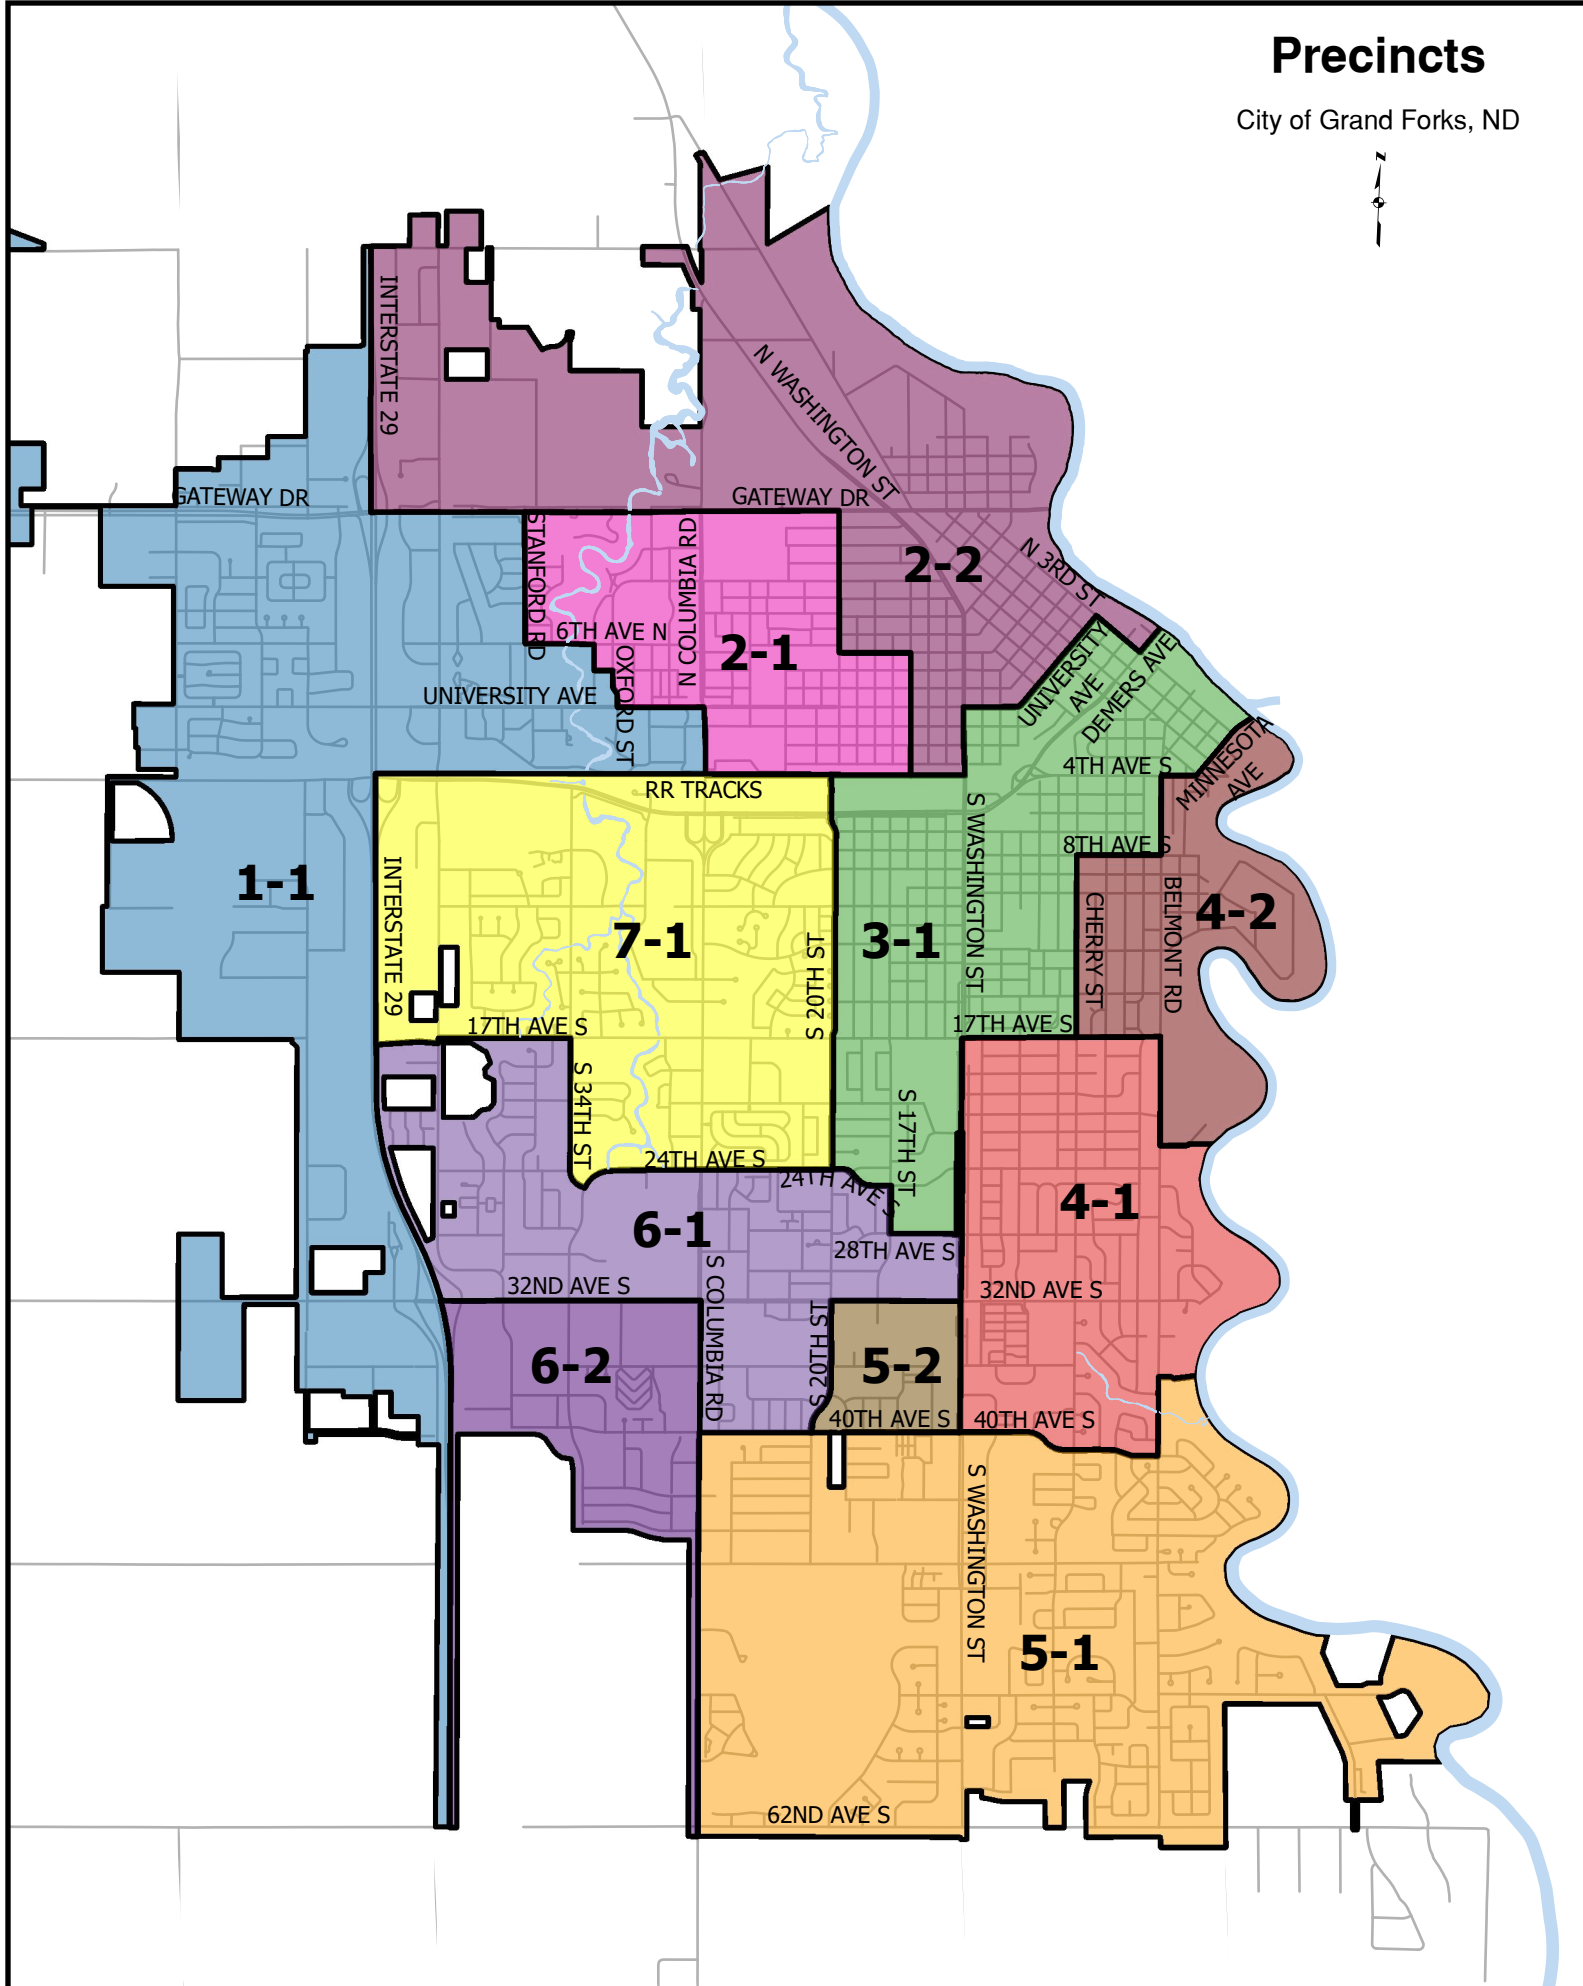 Precincts
City of Grand Forks, ND
N
INTERSTATE 29
N WASHINGTON ST
GATEWAY DR
GATEWAY DR
STANFORD RD
N COLUMBIA RD
2-2
N 3RD ST
6TH AVE N
2-1
OXFORD ST
UNIVERSITY AVE
UNIVERSITY
AVE
DEMERS AVE
4TH AVE S
MINNESOTA
AVE
RR TRACKS
S WASHINGTON ST
8TH AVE S
1-1
INTERSTATE 29
7-1
S 20TH ST
3-1
CHERRY ST
BELMONT RD
4-2
17TH AVE S
17TH AVE S
S 34TH ST
S 17TH ST
24TH AVE S
24TH AVE S
4-1
6-1
28TH AVE S
32ND AVE S
S COLUMBIA RD
32ND AVE S
6-2
S 20TH ST
5-2
40TH AVE S
40TH AVE S
S WASHINGTON ST
5-1
62ND AVE S